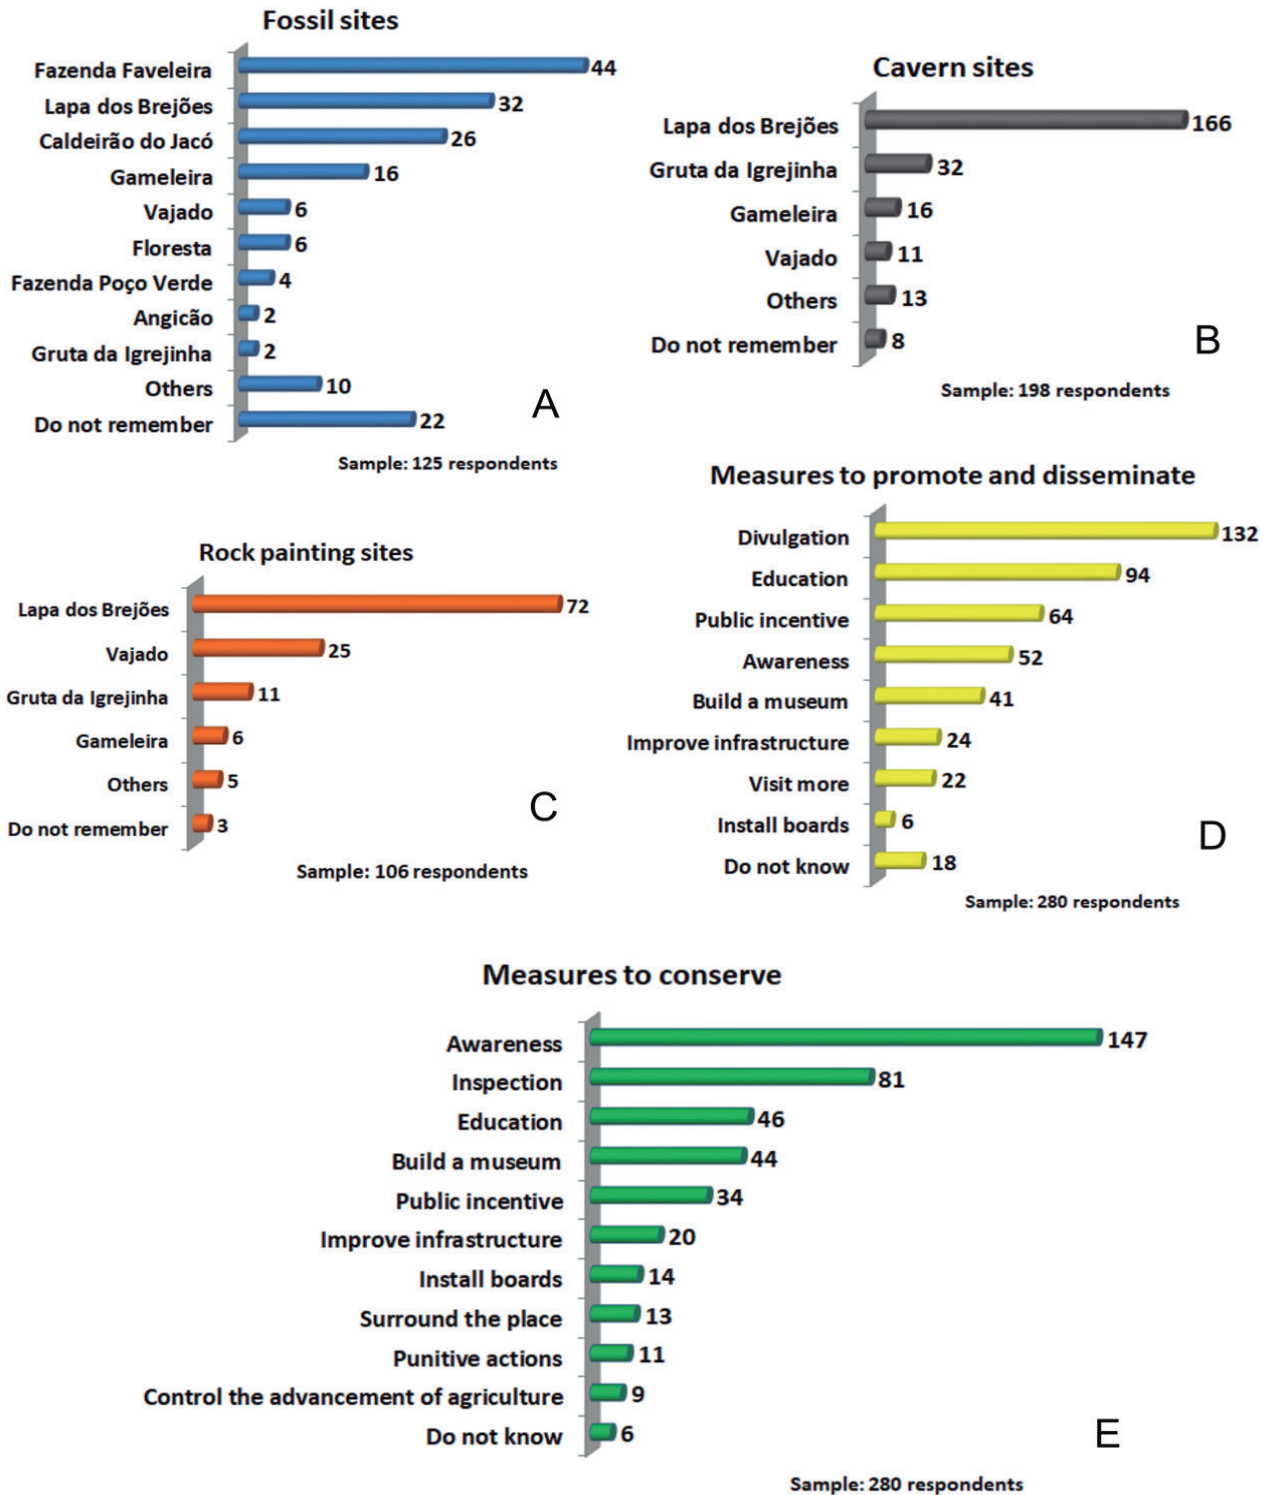 Fossil sites
Fazenda Faveleira 44
Lapa dos Brejões 32
Caldeirão do Jacó 26
Gameleira 16
Vajado 6
Floresta 6
Fazenda Poço Verde 4
Angicão 2
Gruta da Igrejinha 2
Others 10
Do not remember 22
A
Sample: 125 respondents
Cavern sites
Lapa dos Brejões 166
Gruta da Igrejinha 32
Gameleira 16
Vajado 11
Others 13
Do not remember 8
B
Sample: 198 respondents
Rock painting sites
Lapa dos Brejões 72
Vajado 25
Gruta da Igrejinha 11
Gameleira 6
Others 5
Do not remember 3
C
Sample: 106 respondents
Measures to promote and disseminate
Divulgation 132
Education 94
Public incentive 64
Awareness 52
Build a museum 41
Improve infrastructure 24
Visit more 22
Install boards 6
Do not know 18
D
Sample: 280 respondents
Measures to conserve
Awareness 147
Inspection 81
Education 46
Build a museum 44
Public incentive 34
Improve infrastructure 20
Install boards 14
Surround the place 13
Punitive actions 11
Control the advancement of agriculture 9
Do not know 6
E
Sample: 280 respondents